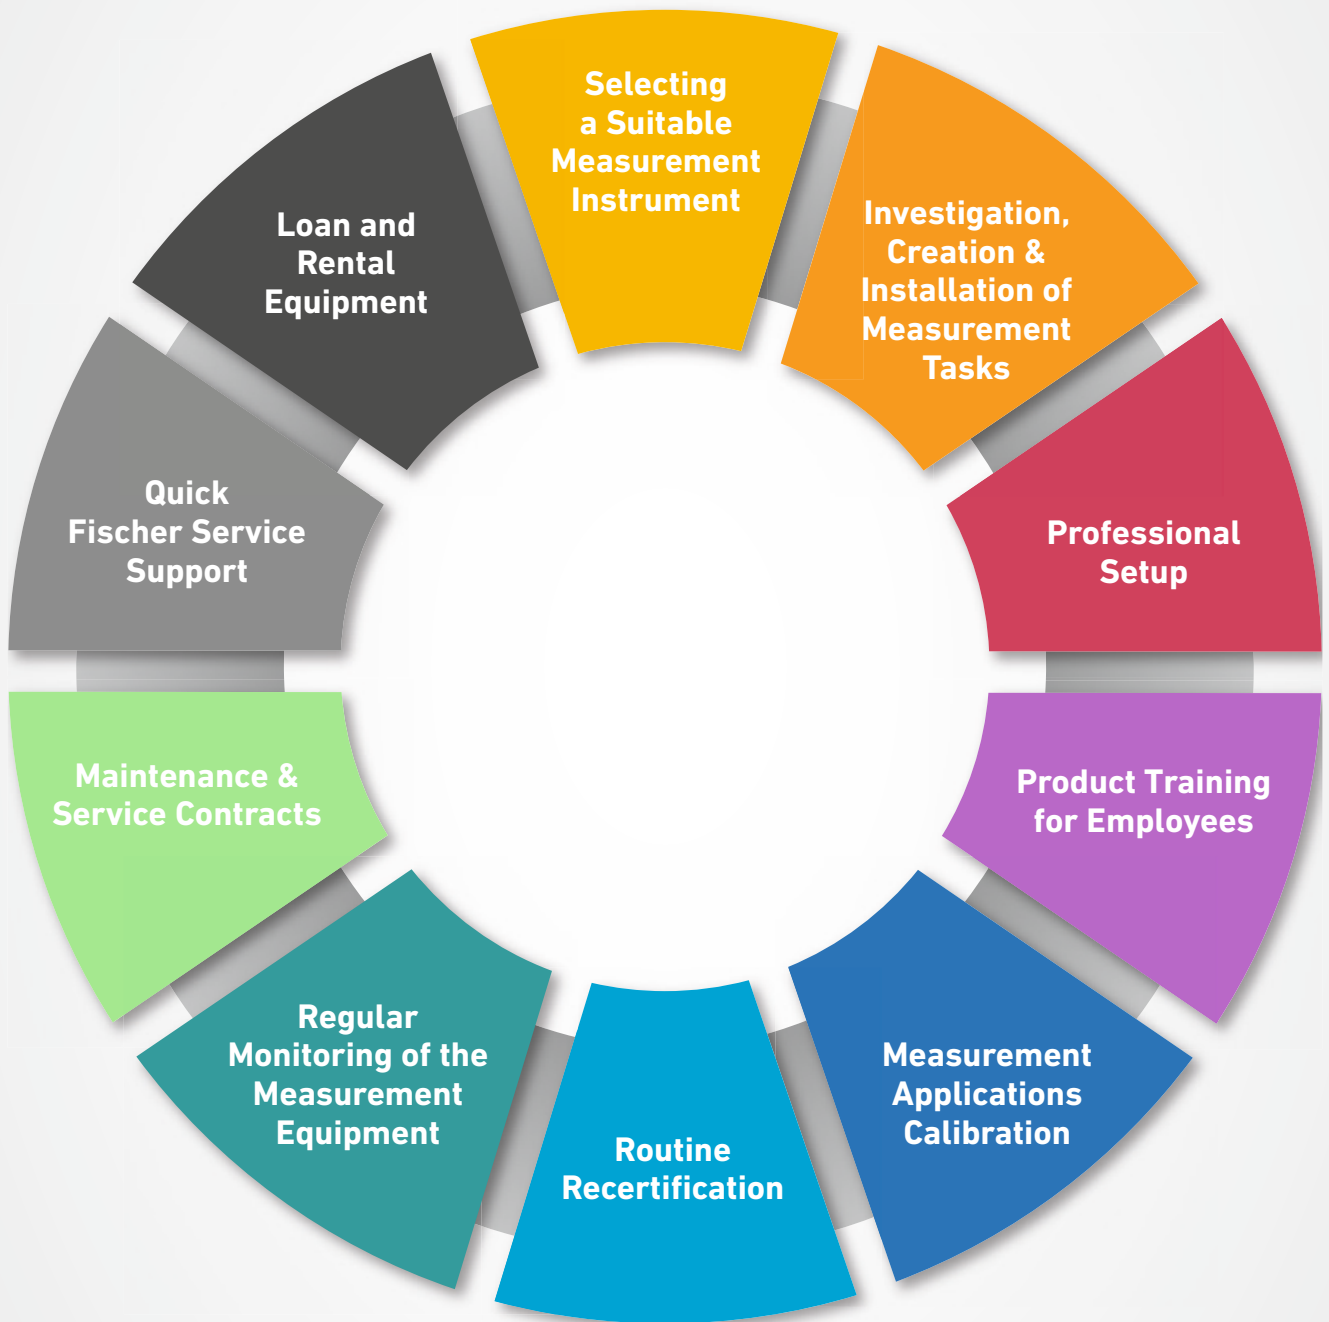 Selecting
a Suitable
Measurement
Instrument
Investigation,
Creation &
Installation of
Measurement
Tasks
Professional
Setup
Product Training
for Employees
Measurement
Applications
Calibration
Routine
Recertification
Regular
Monitoring of the
Measurement
Equipment
Maintenance &
Service Contracts
Quick
Fischer Service
Support
Loan and
Rental
Equipment